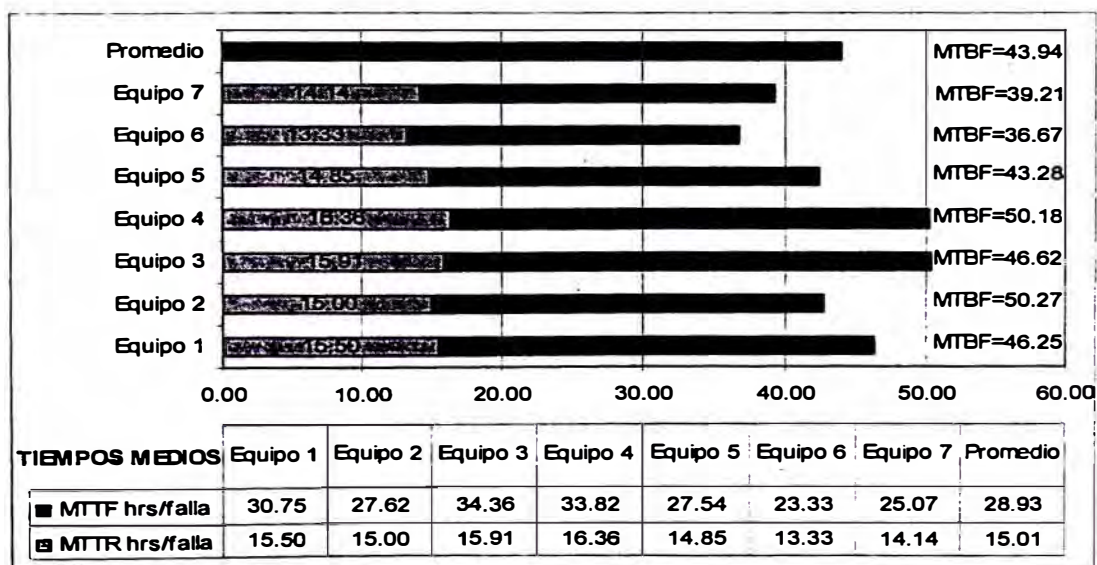 Promedio MTBF=43.94
Equipo 7 14.14 MTBF=39.21
Equipo 6 13.33 MTBF=36.67
Equipo 5 14.85 MTBF=43.28
Equipo 4 16.36 MTBF=50.18
Equipo 3 15.91 MTBF=46.62
Equipo 2 15.00 MTBF=50.27
Equipo 1 15.50 MTBF=46.25
0.00 10.00 20.00 30.00 40.00 50.00 60.00
TIEMPOS MEDIOS Equipo 1 Equipo 2 Equipo 3 Equipo 4 Equipo 5 Equipo 6 Equipo 7 Promedio
MTTF hrs/falla 30.75 27.62 34.36 33.82 27.54 23.33 25.07 28.93
MTTR hrs/falla 15.50 15.00 15.91 16.36 14.85 13.33 14.14 15.01